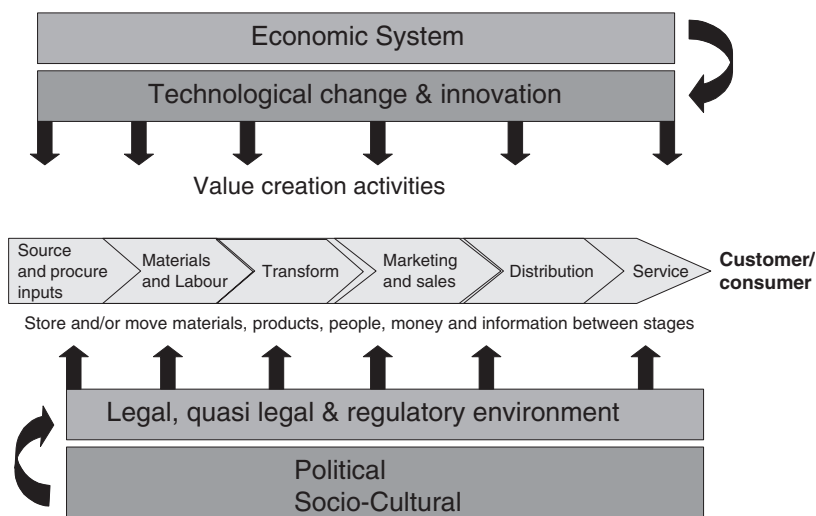 Economic System
Technological change & innovation
Value creation activities
Source
and procure
inputs
Materials
and Labour
Transform
Marketing
and sales
Distribution
Service
Customer/
consumer
Store and/or move materials, products, people, money and information between stages
Legal, quasi legal & regulatory environment
Political
Socio-Cultural